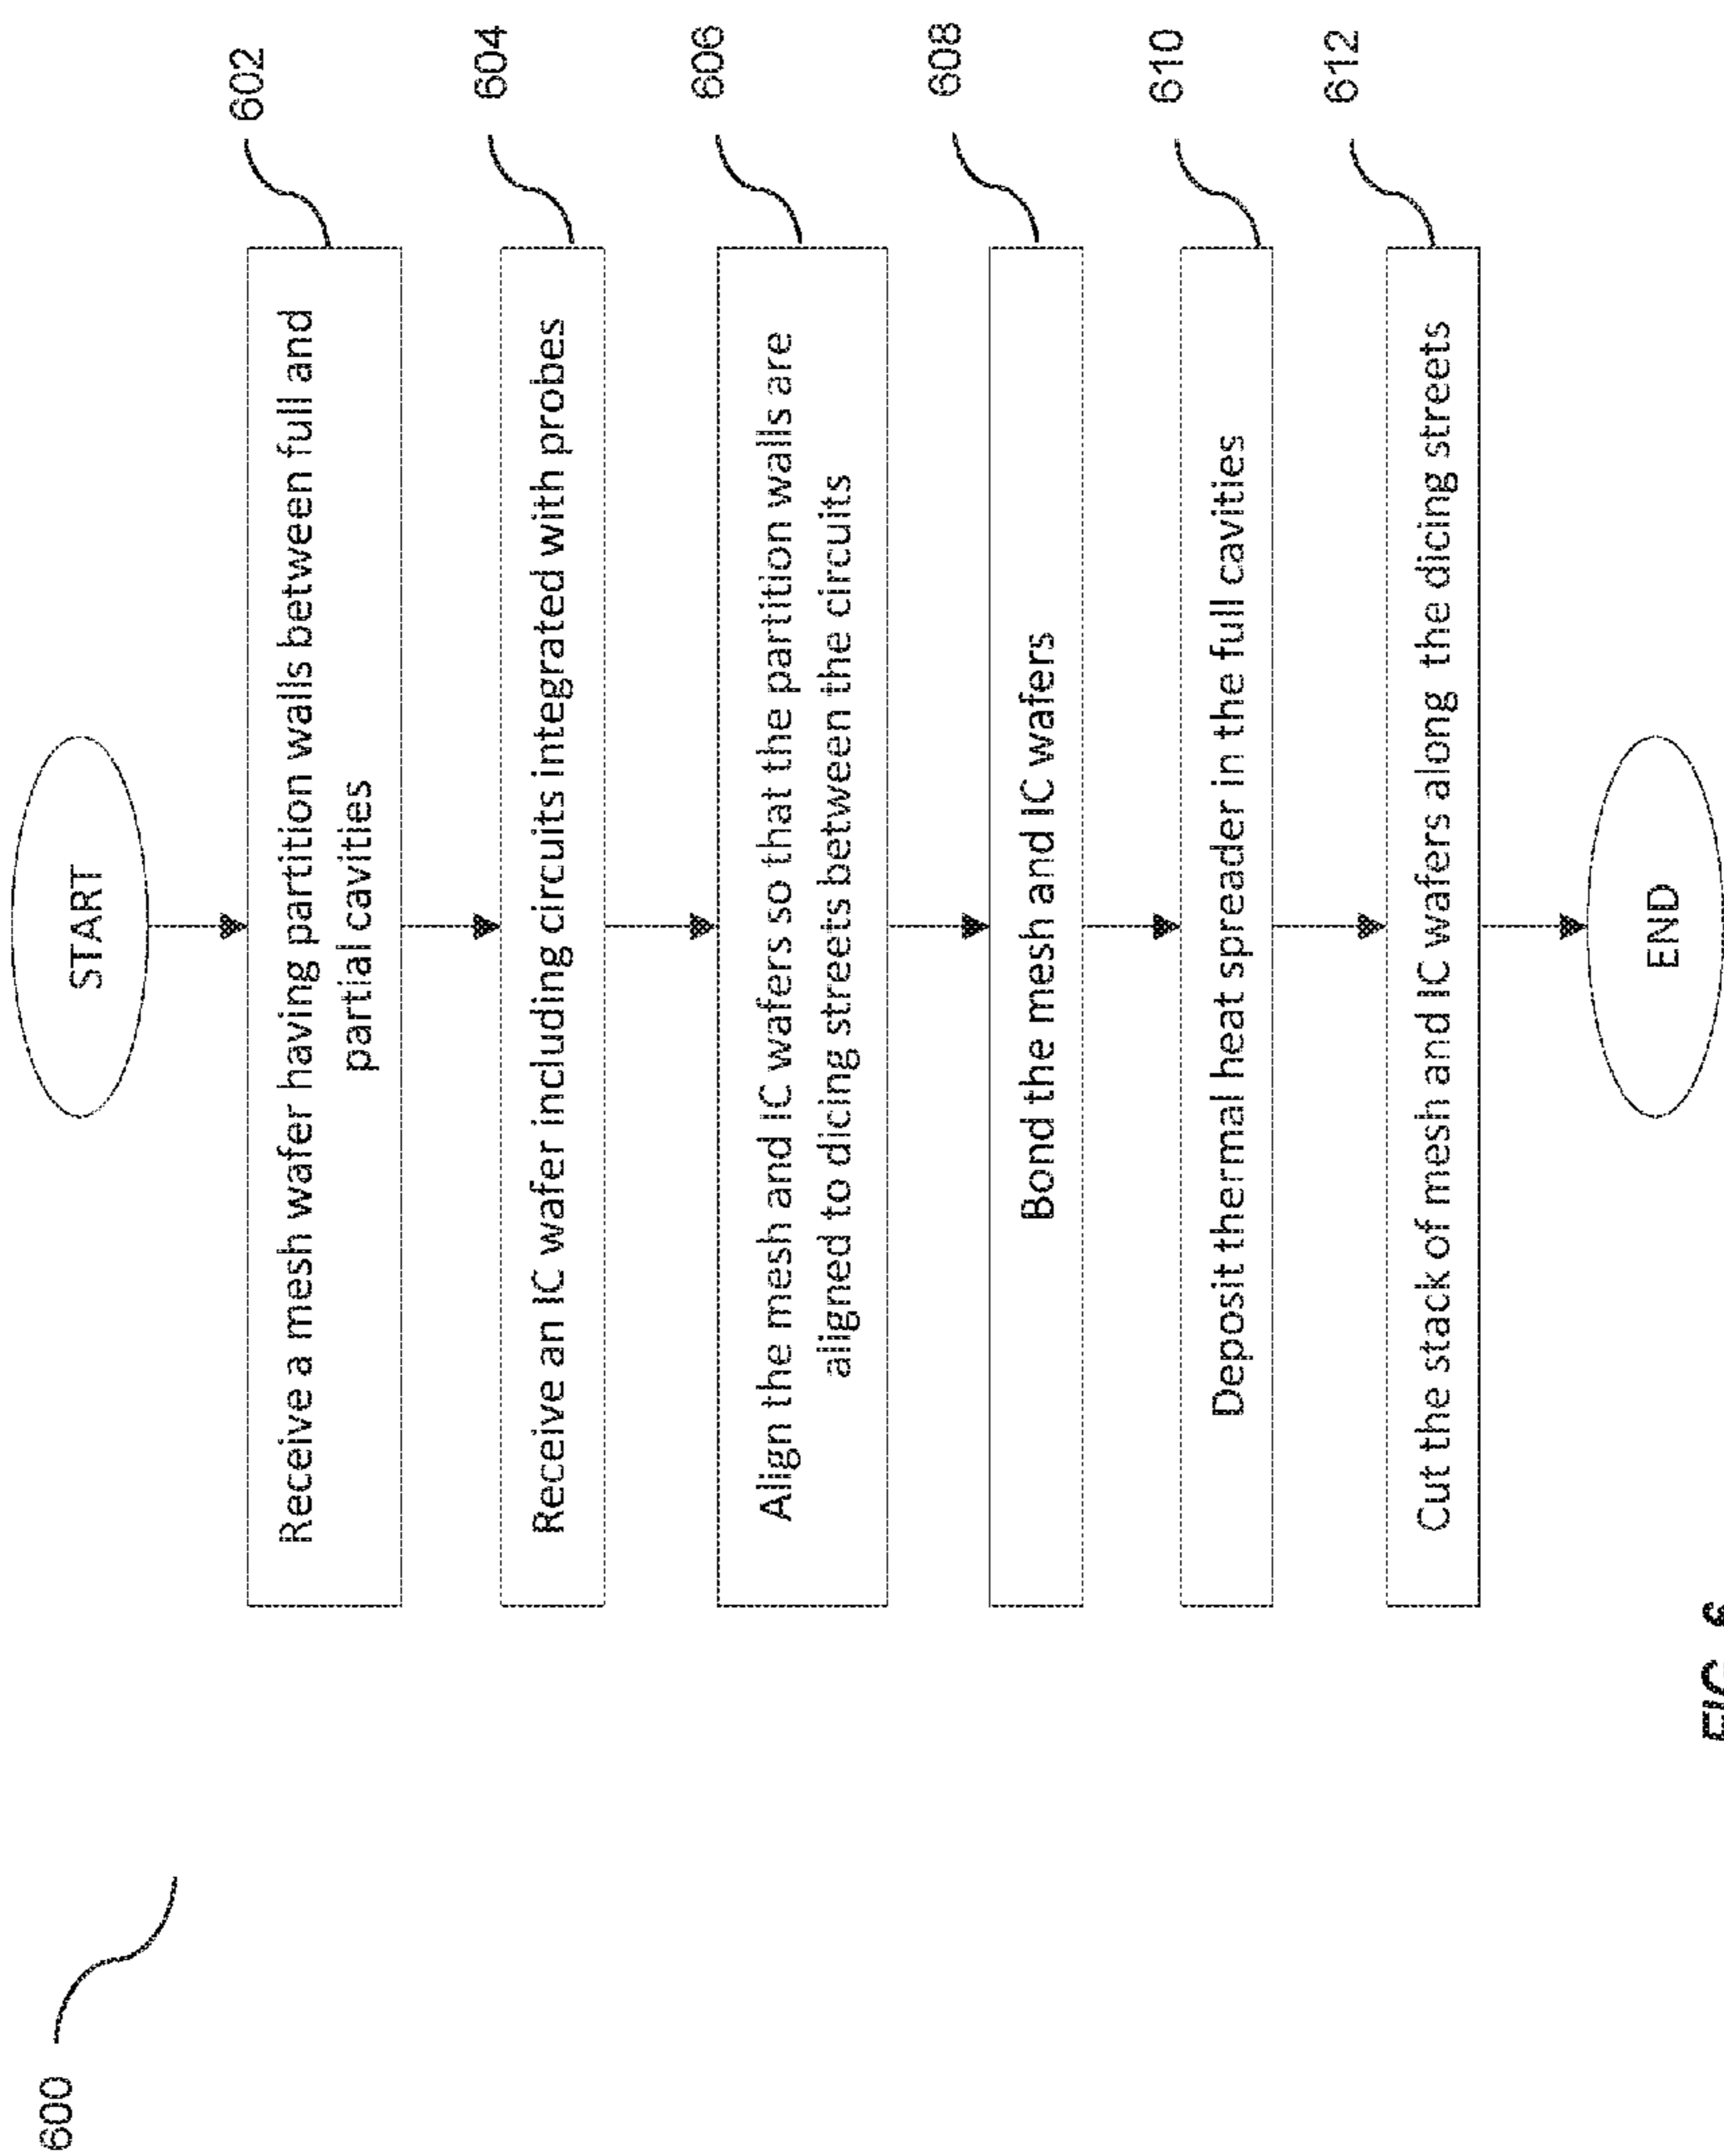 600
START
Receive a mesh wafer having partition walls between full and
partial cavities
602
Receive an IC wafer including circuits integrated with probes
604
Align the mesh and IC wafers so that the partition walls are
aligned to dicing streets between the circuits
606
Bond the mesh and IC wafers
608
Deposit thermal heat spreader in the full cavities
610
Cut the stack of mesh and IC wafers along the dicing streets
612
END
FIG.